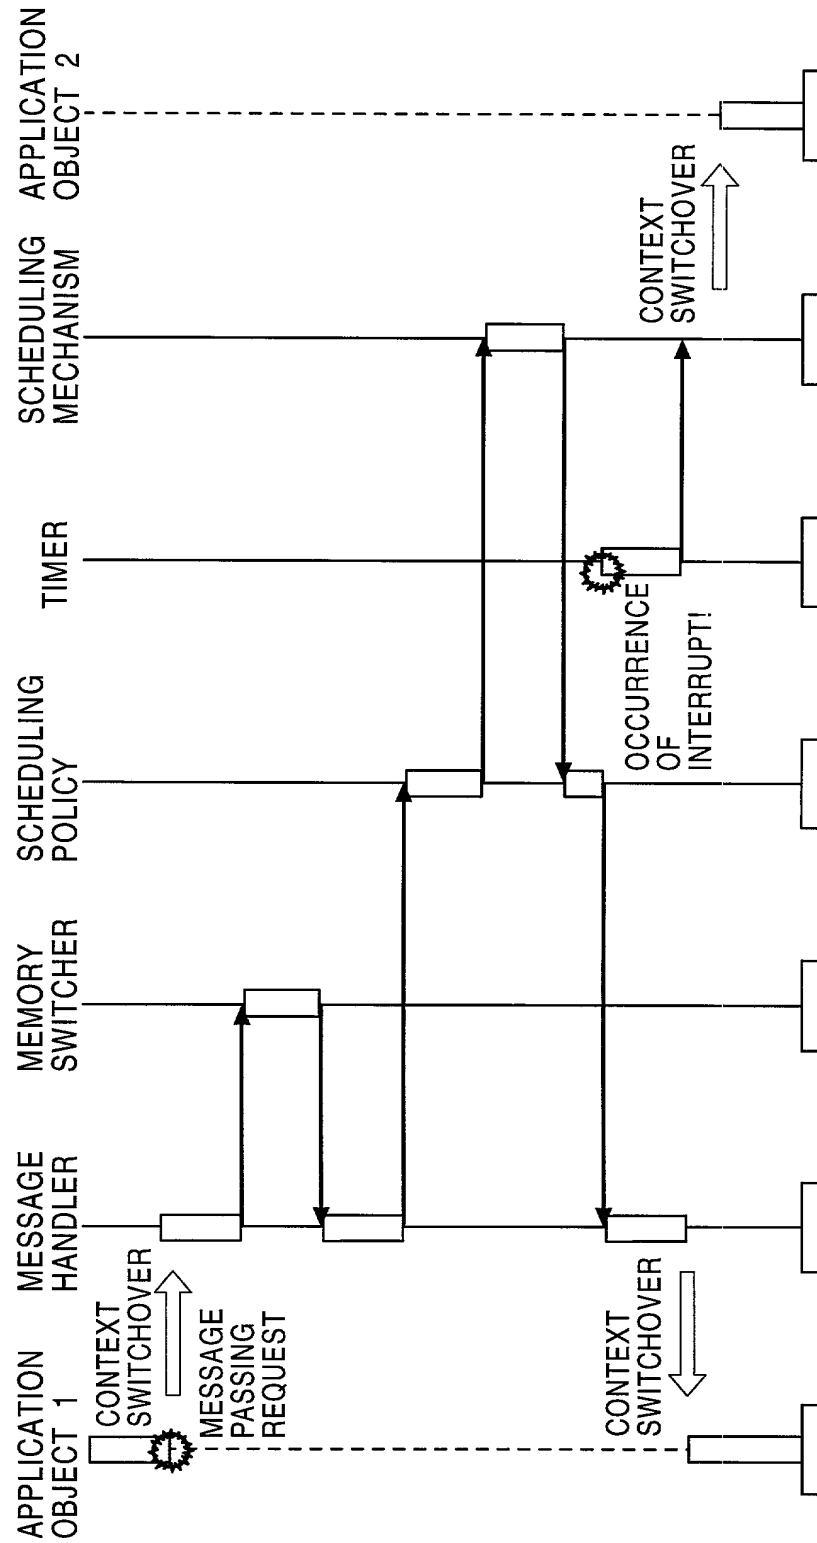 APPLICATION
OBJECT 1
MESSAGE
HANDLER
MEMORY
SWITCHER
SCHEDULING
POLICY
TIMER
SCHEDULING
MECHANISM
APPLICATION
OBJECT 2
CONTEXT
SWITCHOVER
MESSAGE
PASSING
REQUEST
OCCURRENCE
OF
INTERRUPT!
CONTEXT
SWITCHOVER
CONTEXT
SWITCHOVER